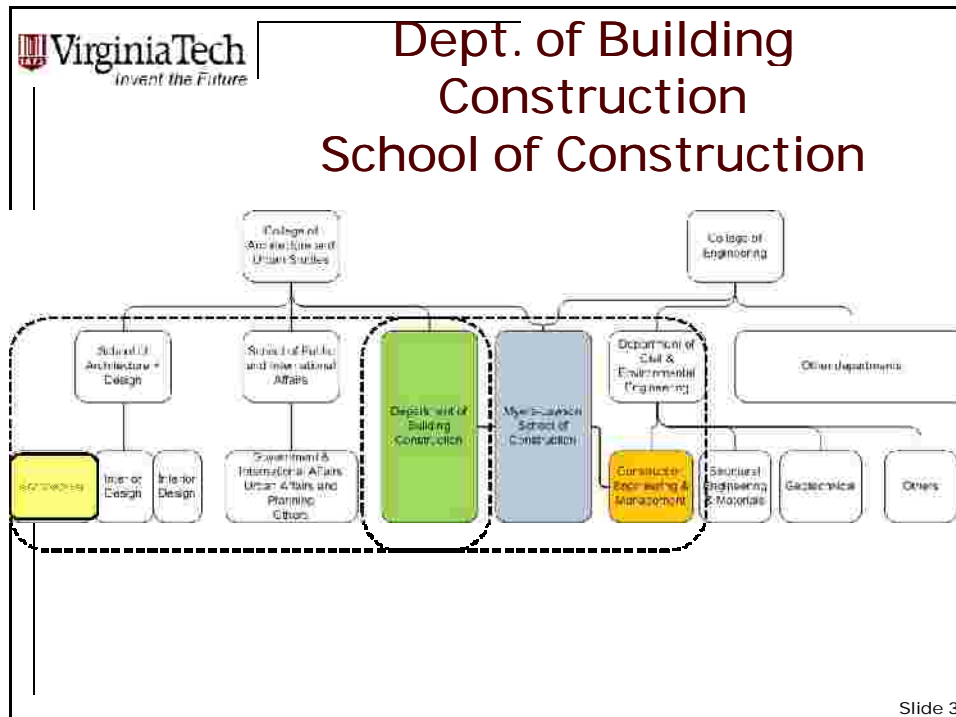 VirginiaTech
Invent the Future
Dept. of Building
Construction
School of Construction
College of
Architecture and
Urban Studies
College of
Engineering
School of
Architecture +
Design
School of Public
and International
Affairs
Department of
Building
Construction
Myers-Lawson
School of
Construction
Department of
Civil &
Environmental
Engineering
Other departments
Interior
Design
Interior
Design
Government &
International Affairs
Urban Affairs and
Planning
Others
Construction
Engineering &
Management
Structural
Engineering
& Materials
Geotechnical
Others
Slide 3